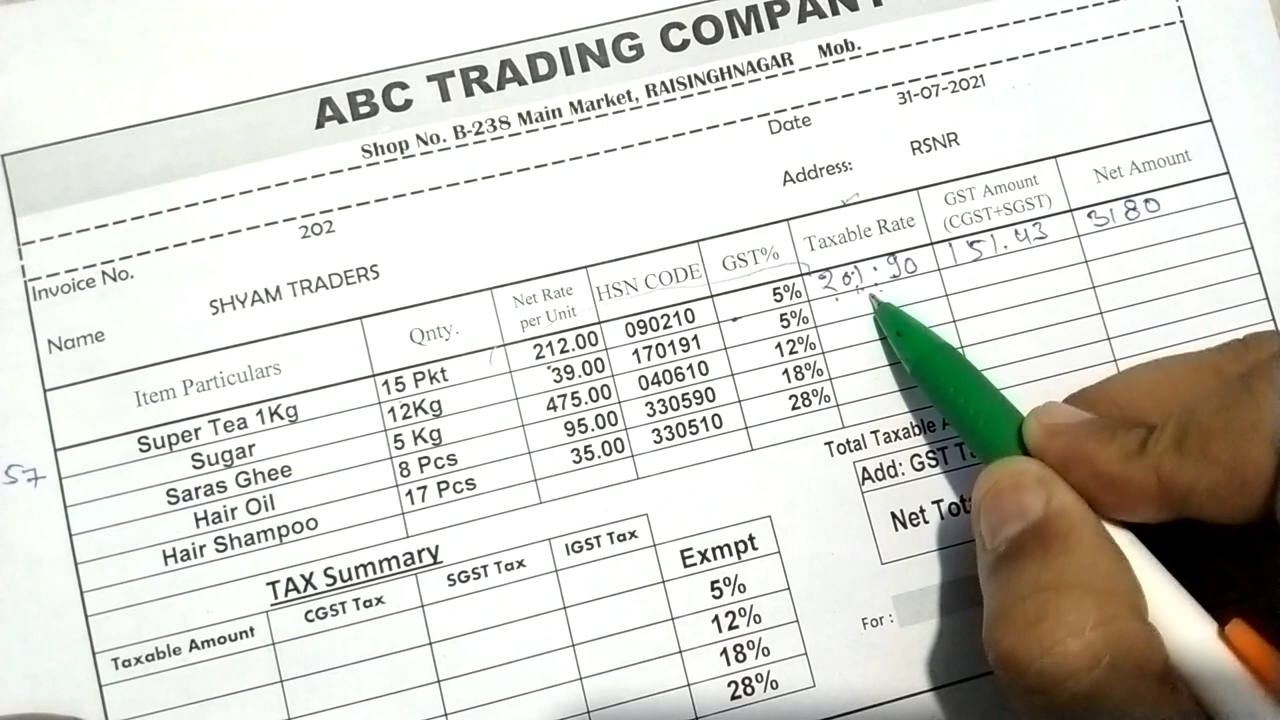 ABC TRADING COMPANY
Shop No. B-238 Main Market, RAISINGHNAGAR Mob.
Invoice No. 202 Date 31-07-2021
Name SHYAM TRADERS Address: RSNR
Item Particulars Qnty. Net Rate per Unit HSN CODE GST% Taxable Rate GST Amount (CGST+SGST) Net Amount
Super Tea 1Kg 15 Pkt 212.00 090210 5% 201.90 151.43 3180
Sugar 12Kg 39.00 170191 5%
Saras Ghee 5 Kg 475.00 040610 12%
Hair Oil 8 Pcs 95.00 330590 18%
Hair Shampoo 17 Pcs 35.00 330510 28%
57
Total Taxable
Add: GST
Net
TAX Summary
Taxable Amount CGST Tax SGST Tax IGST Tax Exmpt
5%
12%
18%
28%
For :